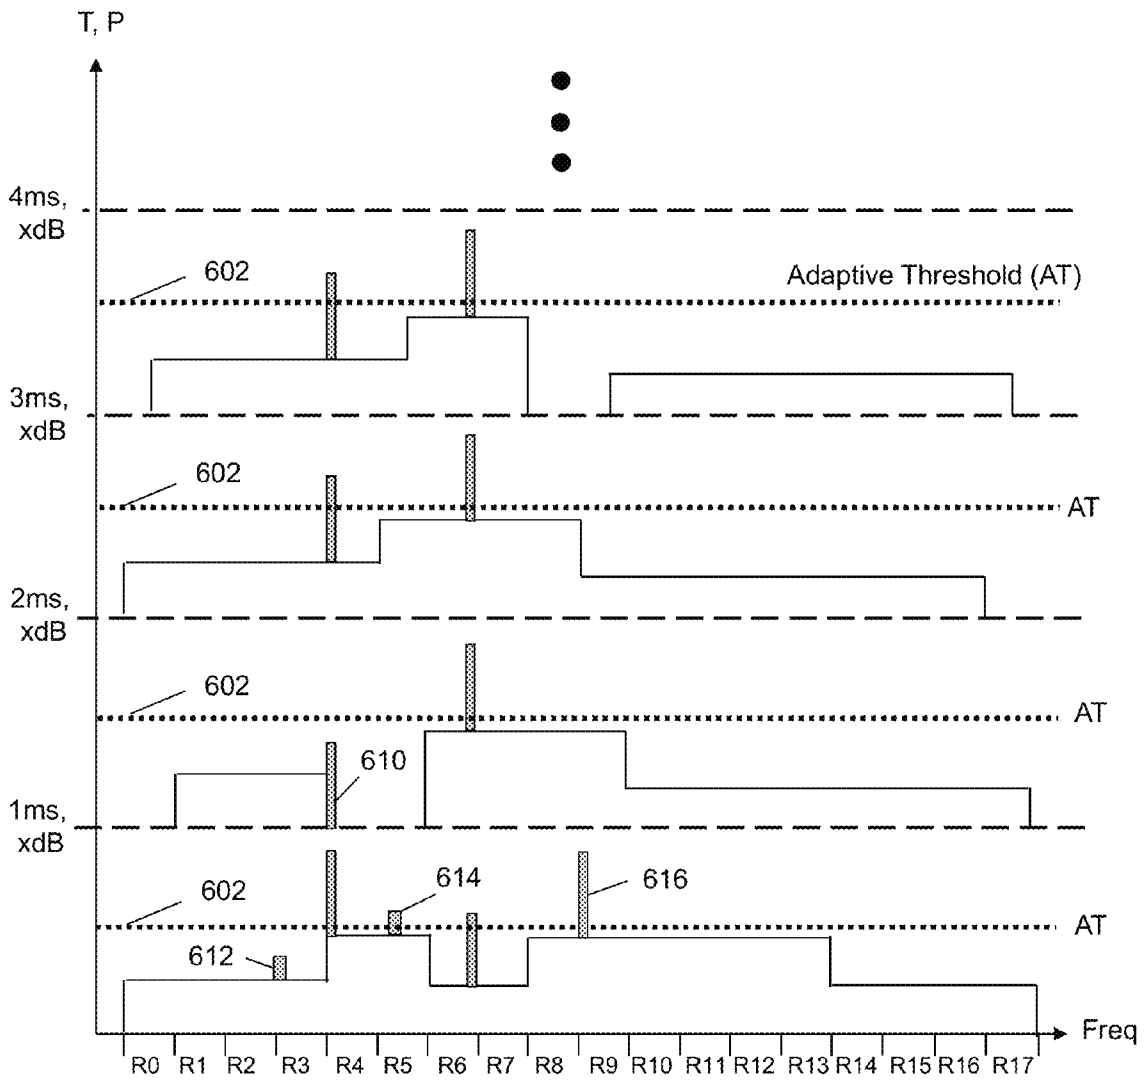 T, P
4ms,
xdB
602
Adaptive Threshold (AT)
3ms,
xdB
602
AT
2ms,
xdB
602
AT
610
1ms,
xdB
614
616
602
AT
612
Freq
R0 R1 R2 R3 R4 R5 R6 R7 R8 R9 R10 R11 R12 R13 R14 R15 R16 R17